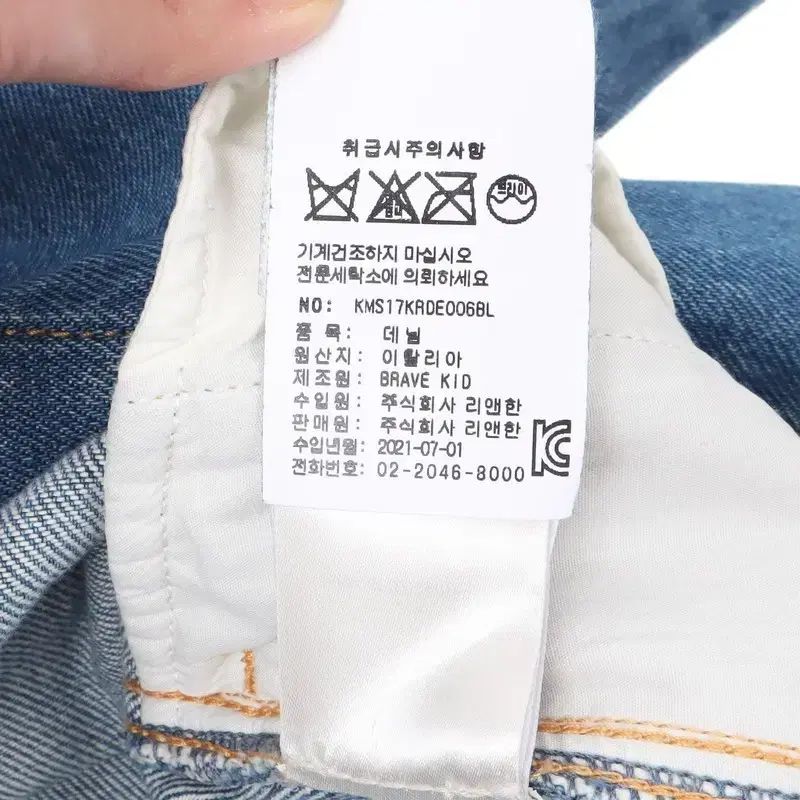 취급시주의사항
염소 드라이
기계건조하지 마십시오
전문세탁소에 의뢰하세요
NO: KMS17KRDE006BL
품 목: 데님
원산지: 이탈리아
제조원: BRAVE KID
수입원: 주식회사 리앤한
판매원: 주식회사 리앤한
수입년월: 2021-07-01
전화번호: 02-2046-8000